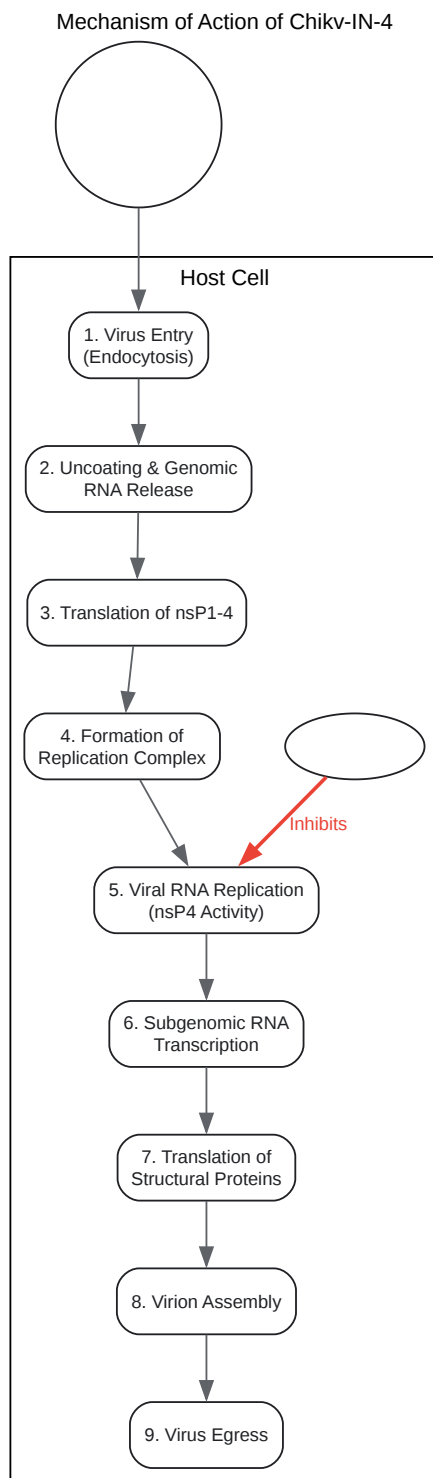 Mechanism of Action of Chikv-IN-4
Host Cell
1. Virus Entry
(Endocytosis)
2. Uncoating & Genomic
RNA Release
3. Translation of nsP1-4
4. Formation of
Replication Complex
Inhibits
5. Viral RNA Replication
(nsP4 Activity)
6. Subgenomic RNA
Transcription
7. Translation of
Structural Proteins
8. Virion Assembly
9. Virus Egress